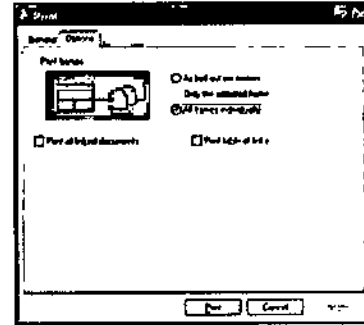 Print
General Options
Print frames
As laid out on screen
Only the selected frame
All frames individually
Print all linked documents
Print table of links
Print
Cancel